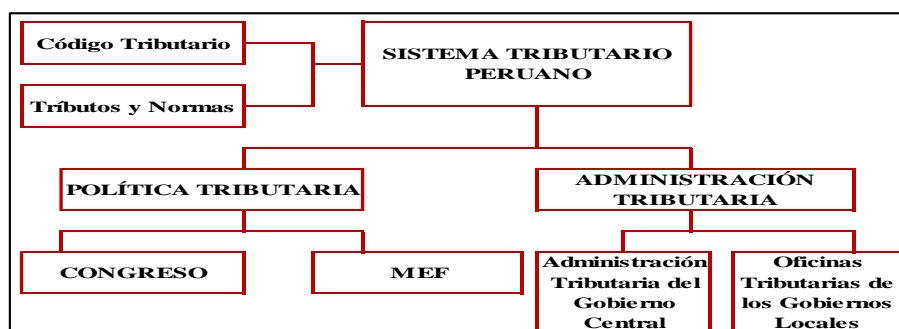 Código Tributario
SISTEMA TRIBUTARIO
PERUANO
Tríbutos y Normas
POLÍTICA TRIBUTARIA
ADMINISTRACIÓN
TRIBUTARIA
CONGRESO
MEF
Administración
Tributaria del
Gobierno
Central
Oficinas
Tributarias de
los Gobiernos
Locales